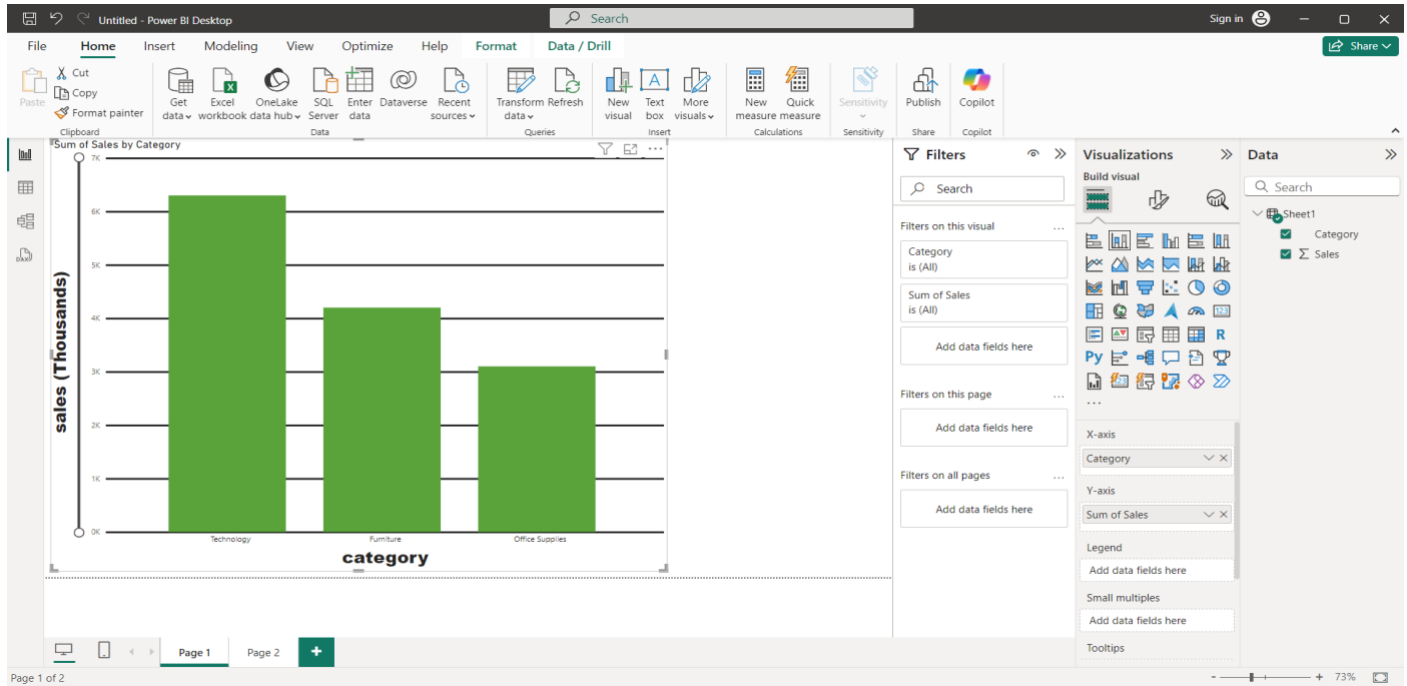 Untitled - Power BI Desktop
Search
Sign in
File Home Insert Modeling View Optimize Help Format Data / Drill
Share
Paste
Cut
Copy
Format painter
Clipboard
Get data
Excel workbook
OneLake data hub
SQL Server
Enter data
Dataverse
Recent sources
Data
Transform data
Refresh
Queries
New visual
Text box
More visuals
Insert
New measure
Quick measure
Calculations
Sensitivity
Sensitivity
Publish
Share
Copilot
Copilot
Sum of Sales by Category
7K
6K
5K
4K
3K
2K
1K
0K
sales (Thousands)
Technology Furniture Office Supplies
category
Filters
Search
Filters on this visual
Category
is (All)
Sum of Sales
is (All)
Add data fields here
Filters on this page
Add data fields here
Filters on all pages
Add data fields here
Visualizations
Build visual
123
R
Py
X-axis
Category
Y-axis
Sum of Sales
Legend
Add data fields here
Small multiples
Add data fields here
Tooltips
Data
Search
Sheet1
Category
Σ Sales
Page 1 Page 2 +
Page 1 of 2
- + 73%